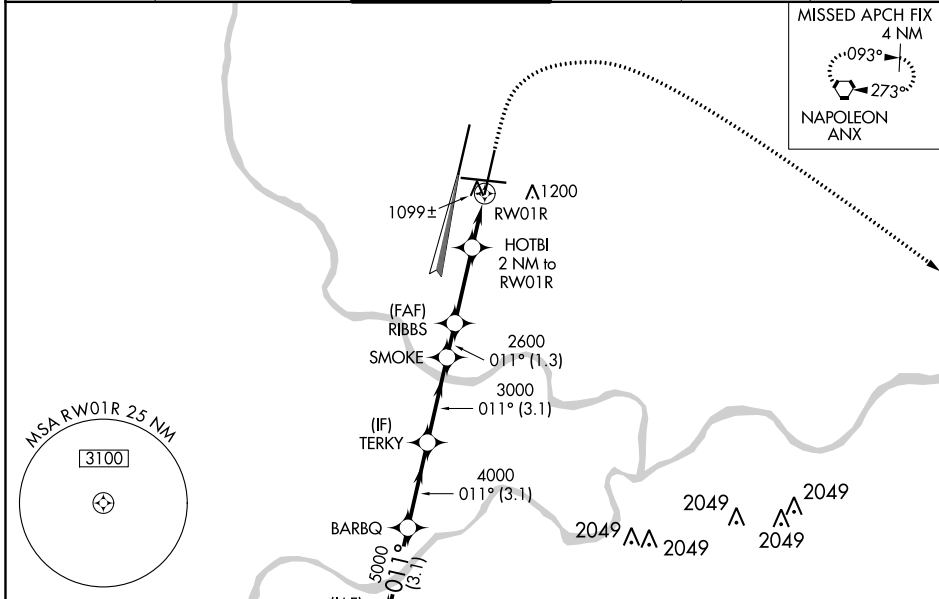 MISSED APCH FIX
4 NM
093°
273°
NAPOLEON
ANX
1099±
1200
RW01R
HOTBI
2 NM to
RW01R
(FAF)
RIBBS
SMOKE
2600
011° (1.3)
3000
011° (3.1)
(IF)
TERKY
4000
011° (3.1)
BARBQ
5000
011°
(3.1)
MSA RW01R 25 NM
3100
2049
2049
2049
2049
2049